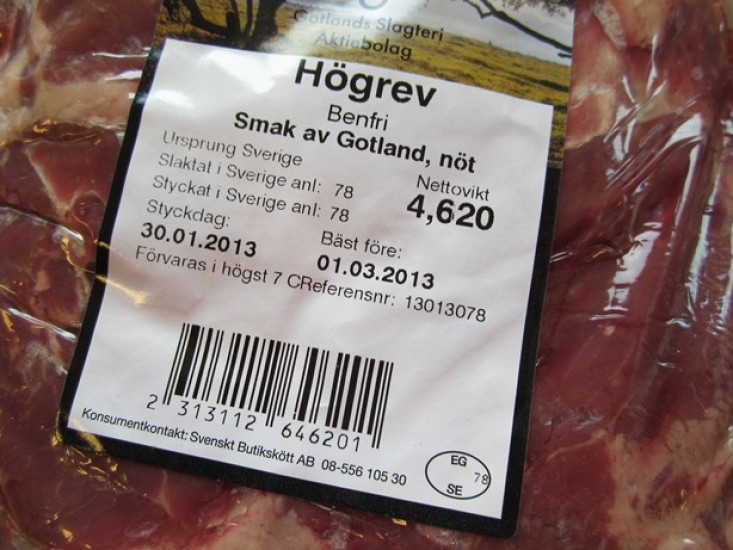 Gotlands Slagteri
Aktiebolag
Högrev
Benfri
Smak av Gotland, nöt
Ursprung Sverige
Slaktat i Sverige anl: 78
Styckat i Sverige anl: 78
Nettovikt
4,620
Styckdag:
30.01.2013
Bäst före:
01.03.2013
Förvaras i högst 7 CReferensnr: 13013078
2 313112 646201
Konsumentkontakt: Svenskt Butikskött AB 08-556 105 30
EG
78
SE